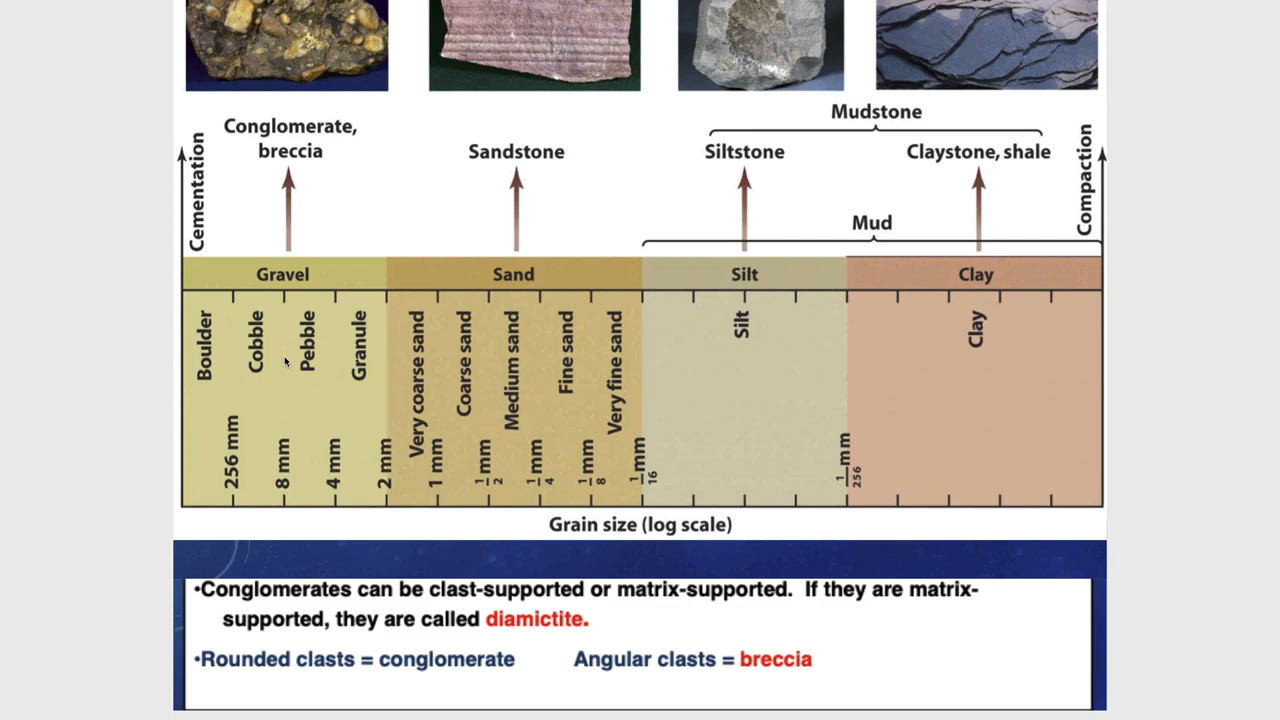 Mudstone
Conglomerate,
breccia
Sandstone
Siltstone
Claystone, shale
Cementation
Compaction
Mud
Gravel
Sand
Silt
Clay
Boulder
Cobble
Pebble
Granule
Very coarse sand
Coarse sand
Medium sand
Fine sand
Very fine sand
Silt
Clay
256 mm
8 mm
4 mm
2 mm
1 mm
1/2 mm
1/4 mm
1/8 mm
1/16 mm
1/256 mm
Grain size (log scale)
•Conglomerates can be clast-supported or matrix-supported. If they are matrix-
supported, they are called diamictite.
•Rounded clasts = conglomerate Angular clasts = breccia